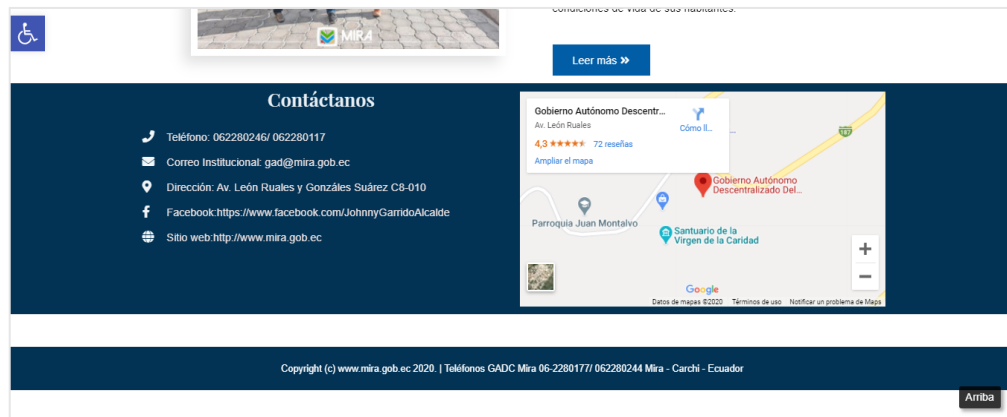 condiciones de vida de sus habitantes.
MIRA
Leer más »
Contáctanos
Teléfono: 062280246/ 062280117
Correo Institucional: gad@mira.gob.ec
Dirección: Av. León Ruales y Gonzáles Suárez C8-010
Facebook:https://www.facebook.com/JohnnyGarridoAlcalde
Sitio web:http://www.mira.gob.ec
Gobierno Autónomo Descentr...
Av. León Ruales
Cómo ll...
4,3 ★★★★★ 72 reseñas
Ampliar el mapa
Gobierno Autónomo
Descentralizado Del...
Parroquia Juan Montalvo
Santuario de la
Virgen de la Caridad
+
−
Google
Datos de mapas ©2020 Términos de uso Notificar un problema de Maps
Copyright (c) www.mira.gob.ec 2020. | Teléfonos GADC Mira 06-2280177/ 062280244 Mira - Carchi - Ecuador
Arriba